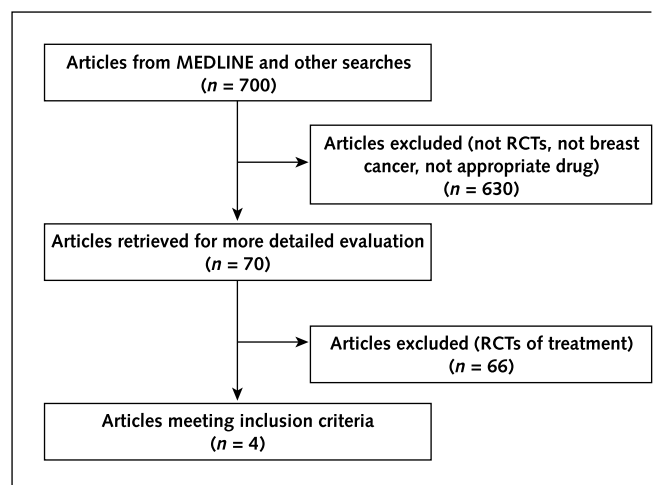 Articles from MEDLINE and other searches
(n = 700)
Articles excluded (not RCTs, not breast
cancer, not appropriate drug)
(n = 630)
Articles retrieved for more detailed evaluation
(n = 70)
Articles excluded (RCTs of treatment)
(n = 66)
Articles meeting inclusion criteria
(n = 4)